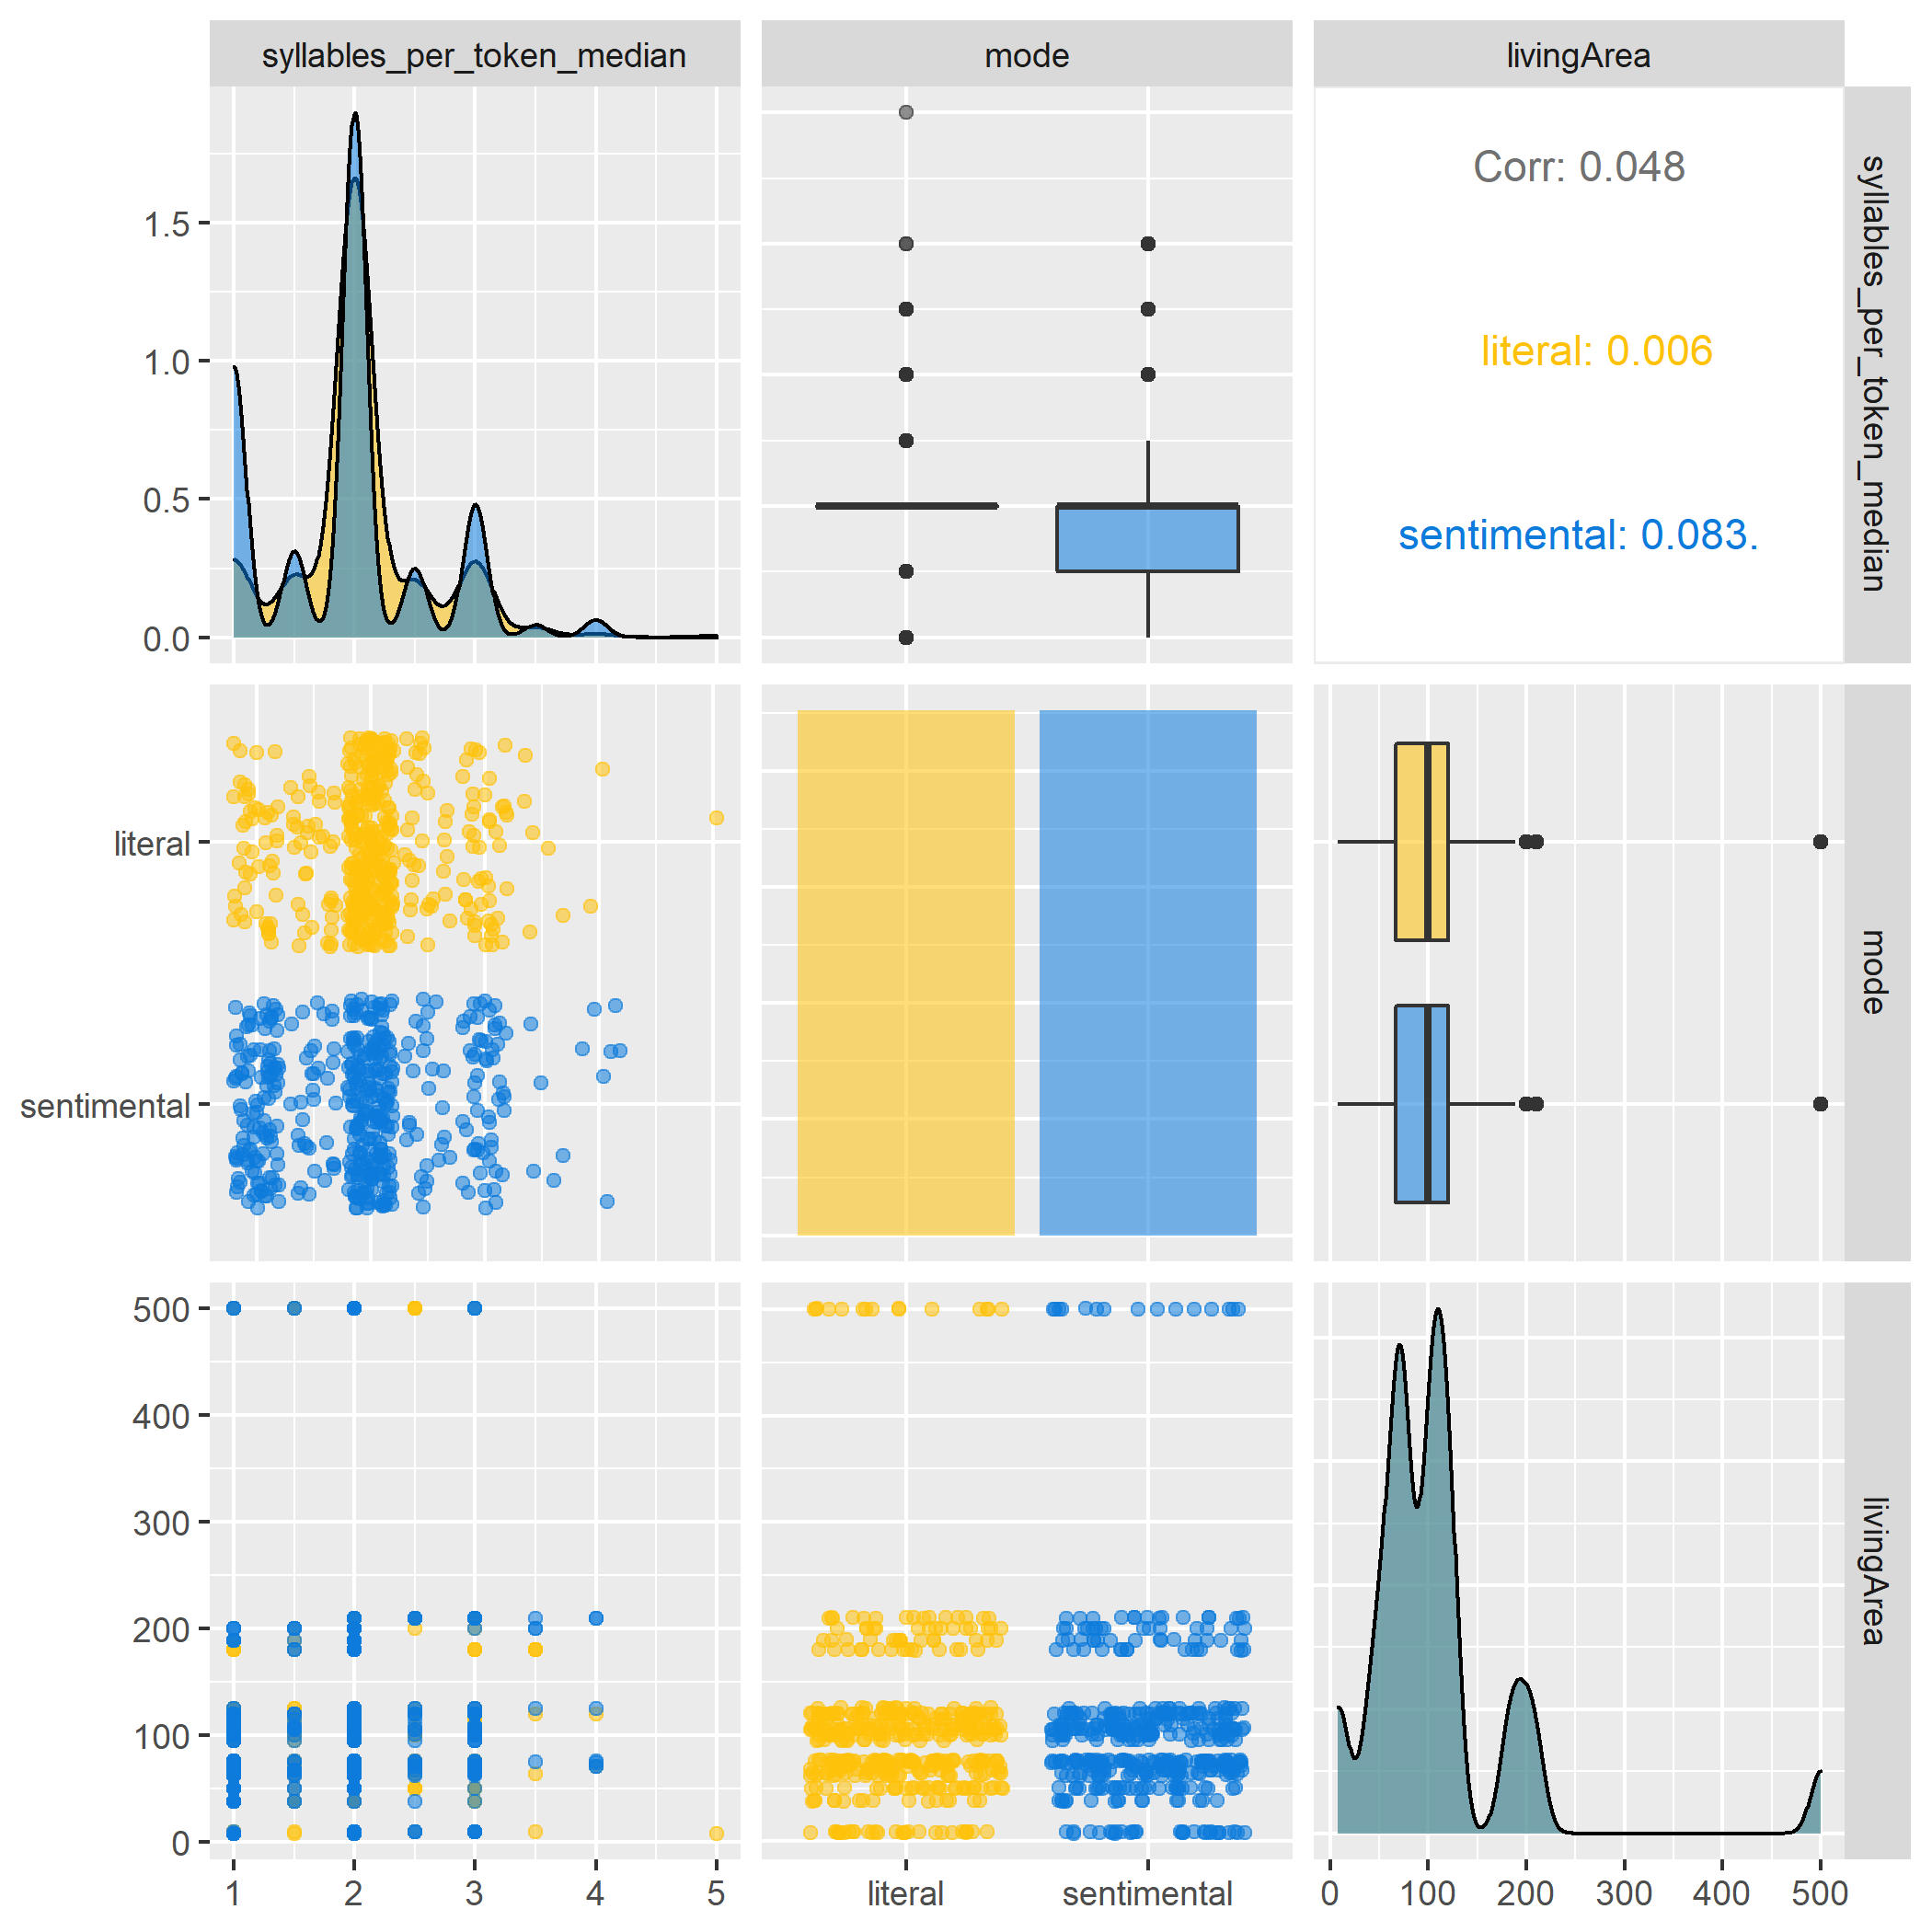 syllables_per_token_median
mode
livingArea
1.5
1.0
0.5
0.0
Corr: 0.048
literal: 0.006
sentimental: 0.083.
syllables_per_token_median
literal
sentimental
mode
500
400
300
200
100
0
livingArea
1 2 3 4 5
literal sentimental
0 100 200 300 400 500